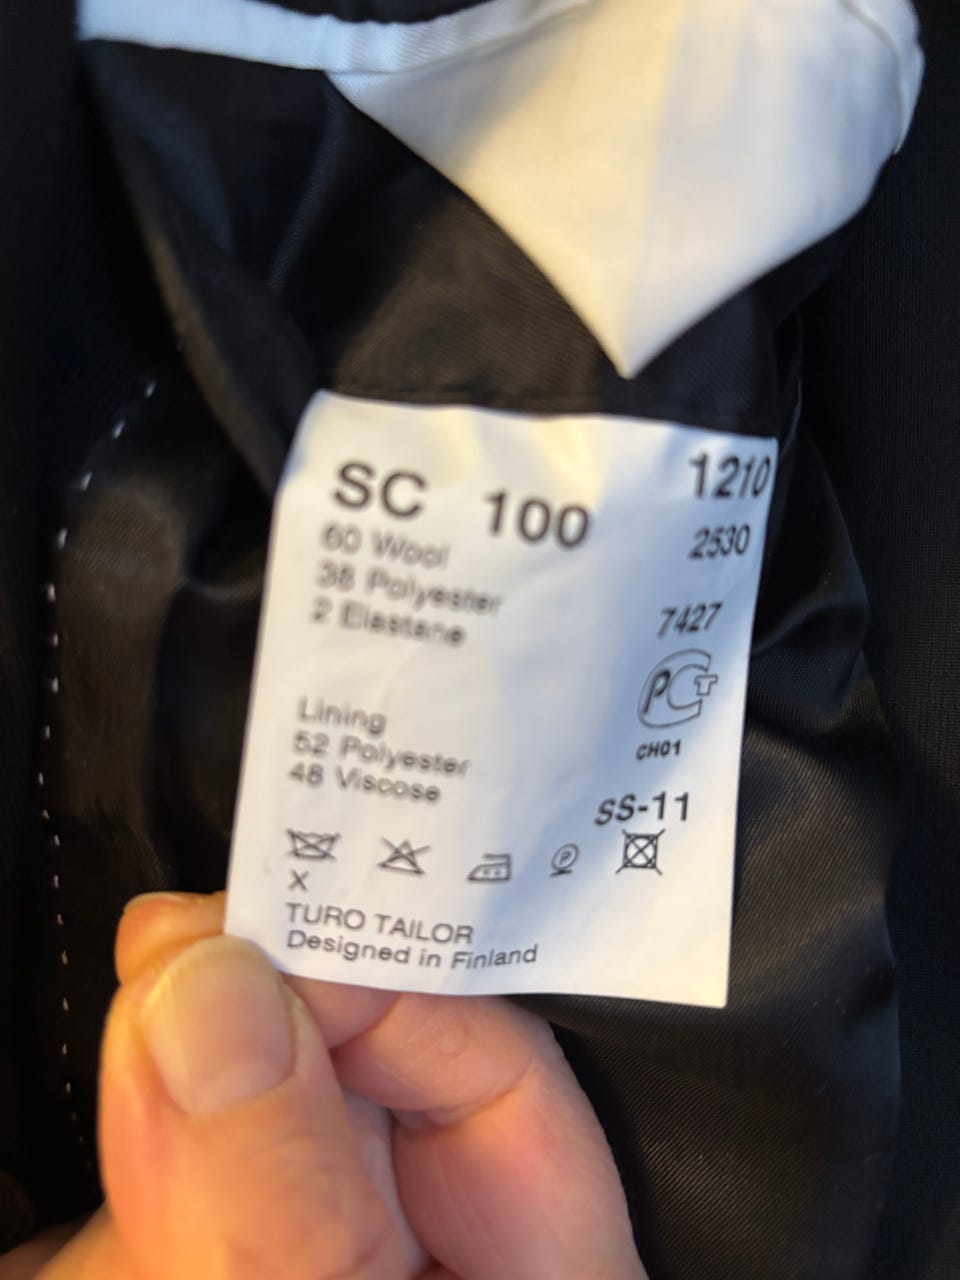 SC 100 1210
60 Wool 2530
38 Polyester
2 Elastane 7427
РСТ
Lining CH01
52 Polyester
48 Viscose SS-11
P
X
TURO TAILOR
Designed in Finland